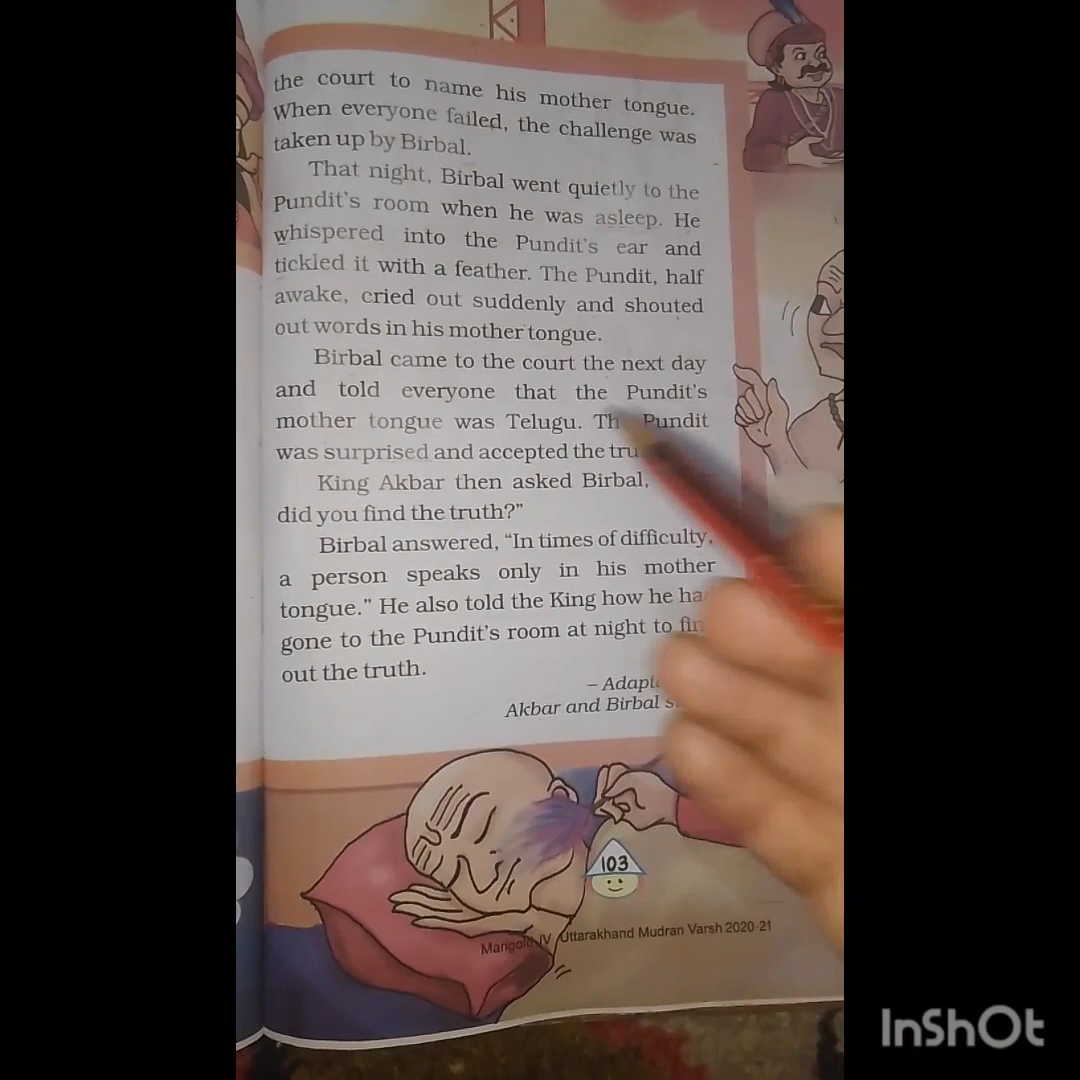 the court to name his mother tongue.
When everyone failed, the challenge was
taken up by Birbal.
That night, Birbal went quietly to the
Pundit's room when he was asleep. He
whispered into the Pundit's ear and
tickled it with a feather. The Pundit, half
awake, cried out suddenly and shouted
out words in his mother tongue.
Birbal came to the court the next day
and told everyone that the Pundit's
mother tongue was Telugu. Th Pundit
was surprised and accepted the tru
King Akbar then asked Birbal,
did you find the truth?”
Birbal answered, “In times of difficulty,
a person speaks only in his mother
tongue.” He also told the King how he ha
gone to the Pundit's room at night to fin
out the truth.
– Adapt
Akbar and Birbal s
103
Marigold IV Uttarakhand Mudran Varsh 2020-21
InShOt